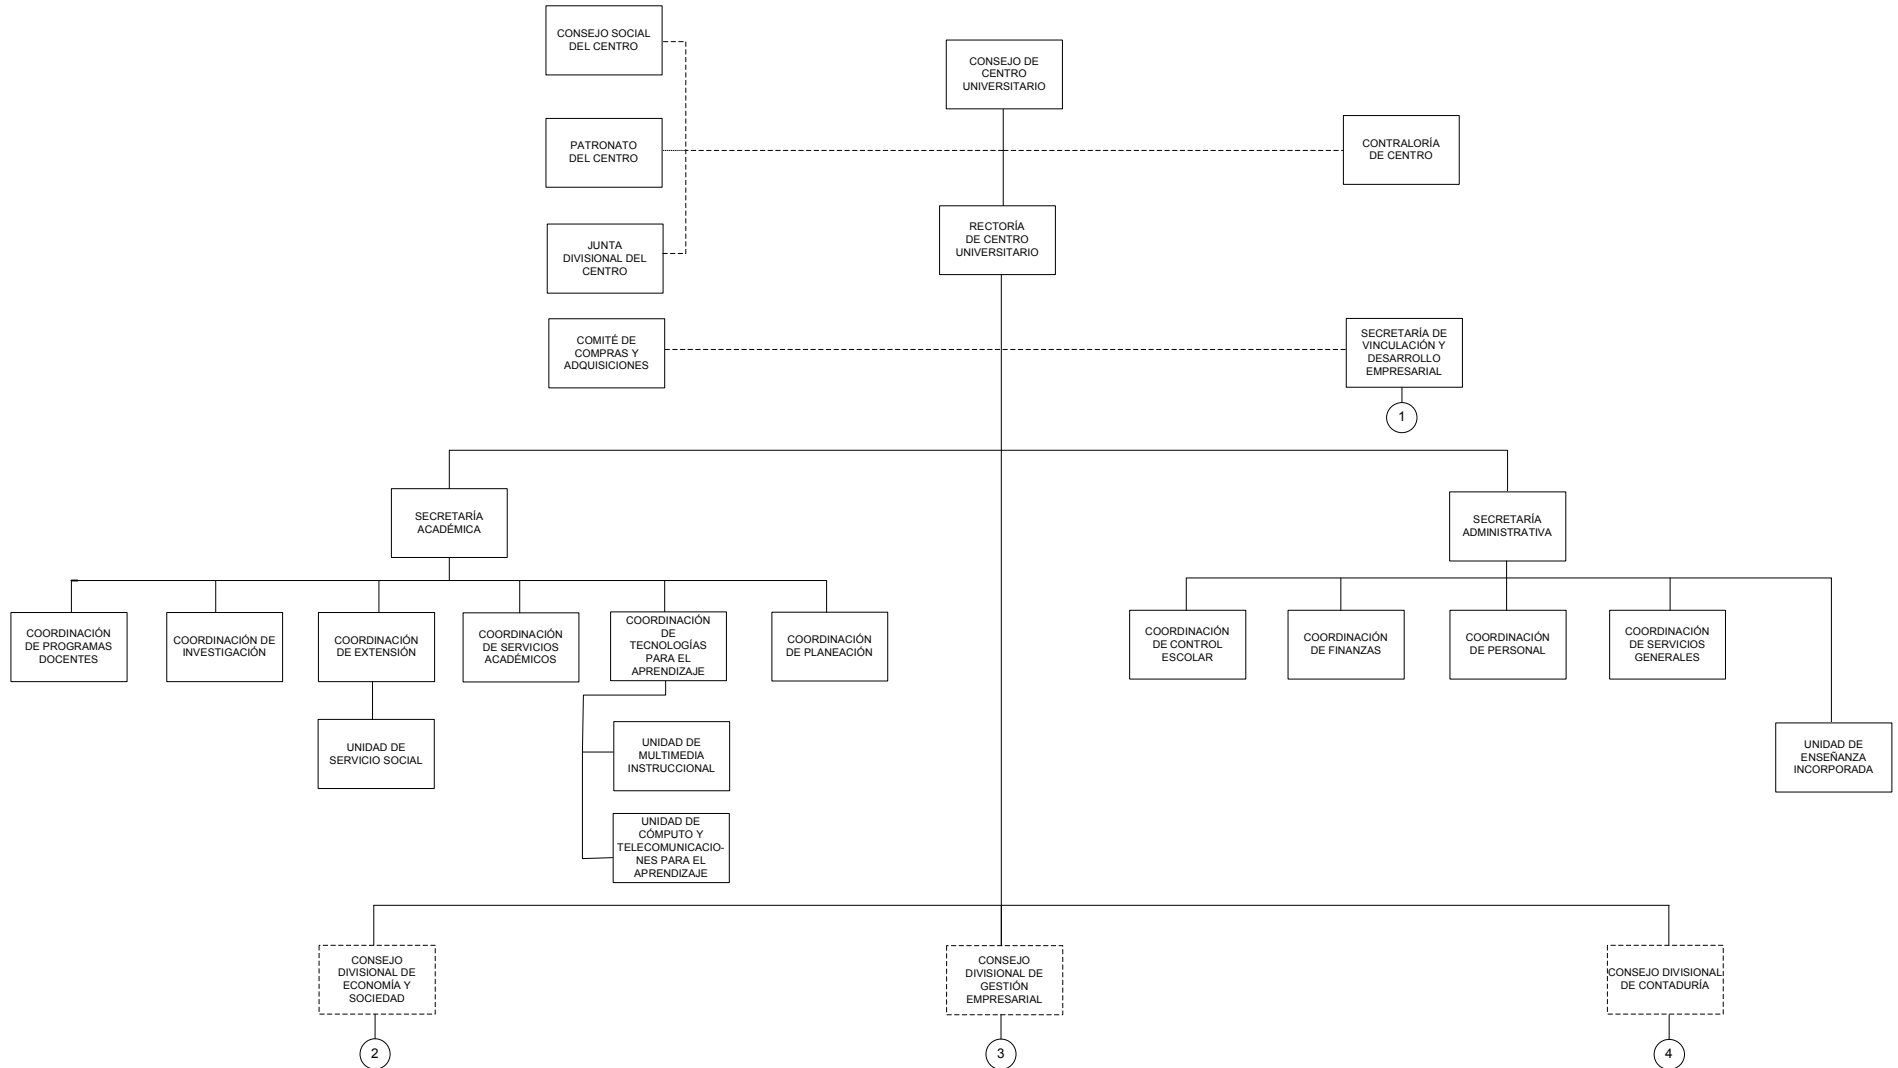 CONSEJO SOCIAL
DEL CENTRO
CONSEJO DE
CENTRO
UNIVERSITARIO
PATRONATO
DEL CENTRO
CONTRALORÍA
DE CENTRO
RECTORÍA
DE CENTRO
UNIVERSITARIO
JUNTA
DIVISIONAL DEL
CENTRO
COMITÉ DE
COMPRAS Y
ADQUISICIONES
SECRETARÍA DE
VINCULACIÓN Y
DESARROLLO
EMPRESARIAL
1
SECRETARÍA
ACADÉMICA
SECRETARÍA
ADMINISTRATIVA
COORDINACIÓN
DE PROGRAMAS
DOCENTES
COORDINACIÓN DE
INVESTIGACIÓN
COORDINACIÓN
DE EXTENSIÓN
COORDINACIÓN
DE SERVICIOS
ACADÉMICOS
COORDINACIÓN
DE
TECNOLOGÍAS
PARA EL
APRENDIZAJE
COORDINACIÓN
DE PLANEACIÓN
COORDINACIÓN
DE CONTROL
ESCOLAR
COORDINACIÓN
DE FINANZAS
COORDINACIÓN
DE PERSONAL
COORDINACIÓN
DE SERVICIOS
GENERALES
UNIDAD DE
SERVICIO SOCIAL
UNIDAD DE
MULTIMEDIA
INSTRUCCIONAL
UNIDAD DE
ENSEÑANZA
INCORPORADA
UNIDAD DE
CÓMPUTO Y
TELECOMUNICACIO-
NES PARA EL
APRENDIZAJE
CONSEJO
DIVISIONAL DE
ECONOMÍA Y
SOCIEDAD
CONSEJO
DIVISIONAL DE
GESTIÓN
EMPRESARIAL
CONSEJO DIVISIONAL
DE CONTADURÍA
2
3
4